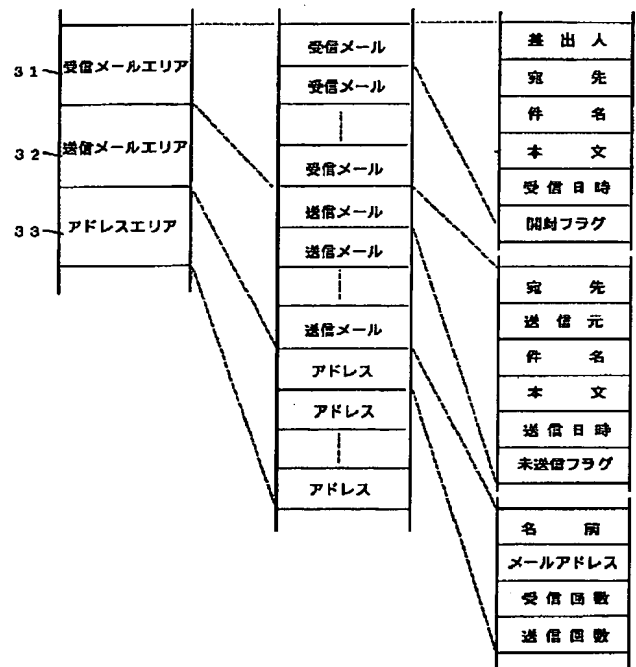 31 受信メールエリア
32 送信メールエリア
33 アドレスエリア
受信メール
受信メール
受信メール
送信メール
送信メール
送信メール
アドレス
アドレス
アドレス
差出人
宛先
件名
本文
受信日時
開封フラグ
宛先
送信元
件名
本文
送信日時
未送信フラグ
名前
メールアドレス
受信回数
送信回数